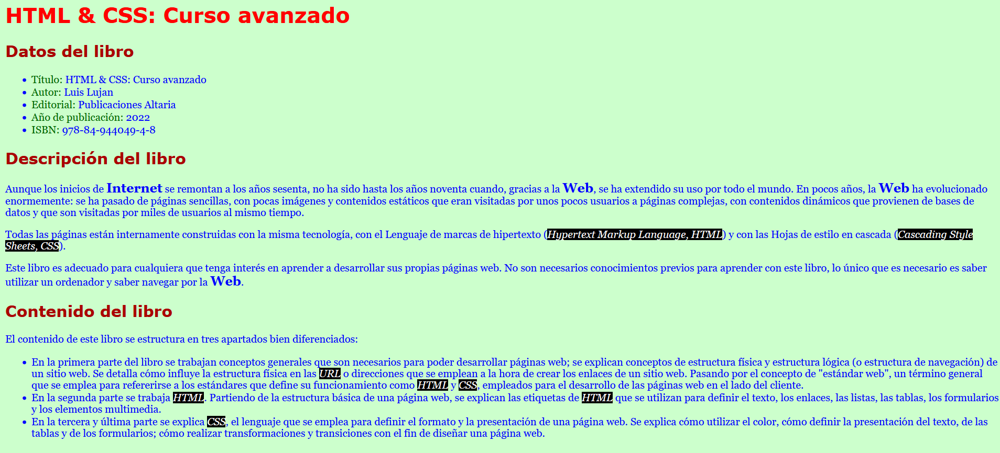 HTML & CSS: Curso avanzado
Datos del libro
• Título: HTML & CSS: Curso avanzado
• Autor: Luis Lujan
• Editorial: Publicaciones Altaria
• Año de publicación: 2022
• ISBN: 978-84-944049-4-8
Descripción del libro
Aunque los inicios de Internet se remontan a los años sesenta, no ha sido hasta los años noventa cuando, gracias a la Web, se ha extendido su uso por todo el mundo. En pocos años, la Web ha evolucionado
enormemente: se ha pasado de páginas sencillas, con pocas imágenes y contenidos estáticos que eran visitadas por unos pocos usuarios a páginas complejas, con contenidos dinámicos que provienen de bases de
datos y que son visitadas por miles de usuarios al mismo tiempo.
Todas las páginas están internamente construidas con la misma tecnología, con el Lenguaje de marcas de hipertexto (Hypertext Markup Language, HTML) y con las Hojas de estilo en cascada (Cascading Style
Sheets, CSS).
Este libro es adecuado para cualquiera que tenga interés en aprender a desarrollar sus propias páginas web. No son necesarios conocimientos previos para aprender con este libro, lo único que es necesario es saber
utilizar un ordenador y saber navegar por la Web.
Contenido del libro
El contenido de este libro se estructura en tres apartados bien diferenciados:
• En la primera parte del libro se trabajan conceptos generales que son necesarios para poder desarrollar páginas web; se explican conceptos de estructura física y estructura lógica (o estructura de navegación) de
un sitio web. Se detalla cómo influye la estructura física en las URL o direcciones que se emplean a la hora de crear los enlaces de un sitio web. Pasando por el concepto de "estándar web", un término general
que se emplea para refererirse a los estándares que define su funcionamiento como HTML y CSS, empleados para el desarrollo de las páginas web en el lado del cliente.
• En la segunda parte se trabaja HTML. Partiendo de la estructura básica de una página web, se explican las etiquetas de HTML que se utilizan para definir el texto, los enlaces, las listas, las tablas, los formularios
y los elementos multimedia.
• En la tercera y última parte se explica CSS, el lenguaje que se emplea para definir el formato y la presentación de una página web. Se explica cómo utilizar el color, cómo definir la presentación del texto, de las
tablas y de los formularios; cómo realizar transformaciones y transiciones con el fin de diseñar una página web.